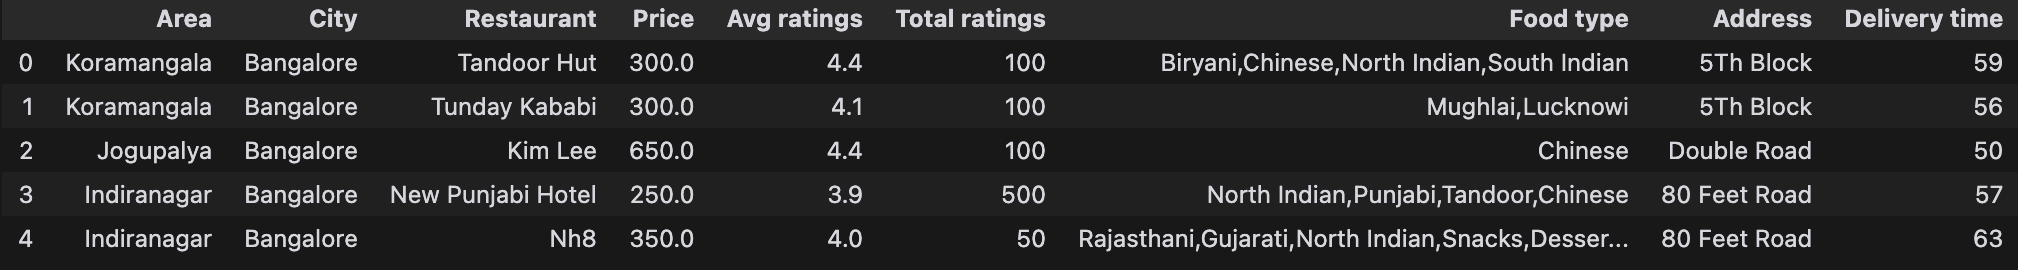 Area City Restaurant Price Avg ratings Total ratings Food type Address Delivery time
0 Koramangala Bangalore Tandoor Hut 300.0 4.4 100 Biryani,Chinese,North Indian,South Indian 5Th Block 59
1 Koramangala Bangalore Tunday Kababi 300.0 4.1 100 Mughlai,Lucknowi 5Th Block 56
2 Jogupalya Bangalore Kim Lee 650.0 4.4 100 Chinese Double Road 50
3 Indiranagar Bangalore New Punjabi Hotel 250.0 3.9 500 North Indian,Punjabi,Tandoor,Chinese 80 Feet Road 57
4 Indiranagar Bangalore Nh8 350.0 4.0 50 Rajasthani,Gujarati,North Indian,Snacks,Desser... 80 Feet Road 63